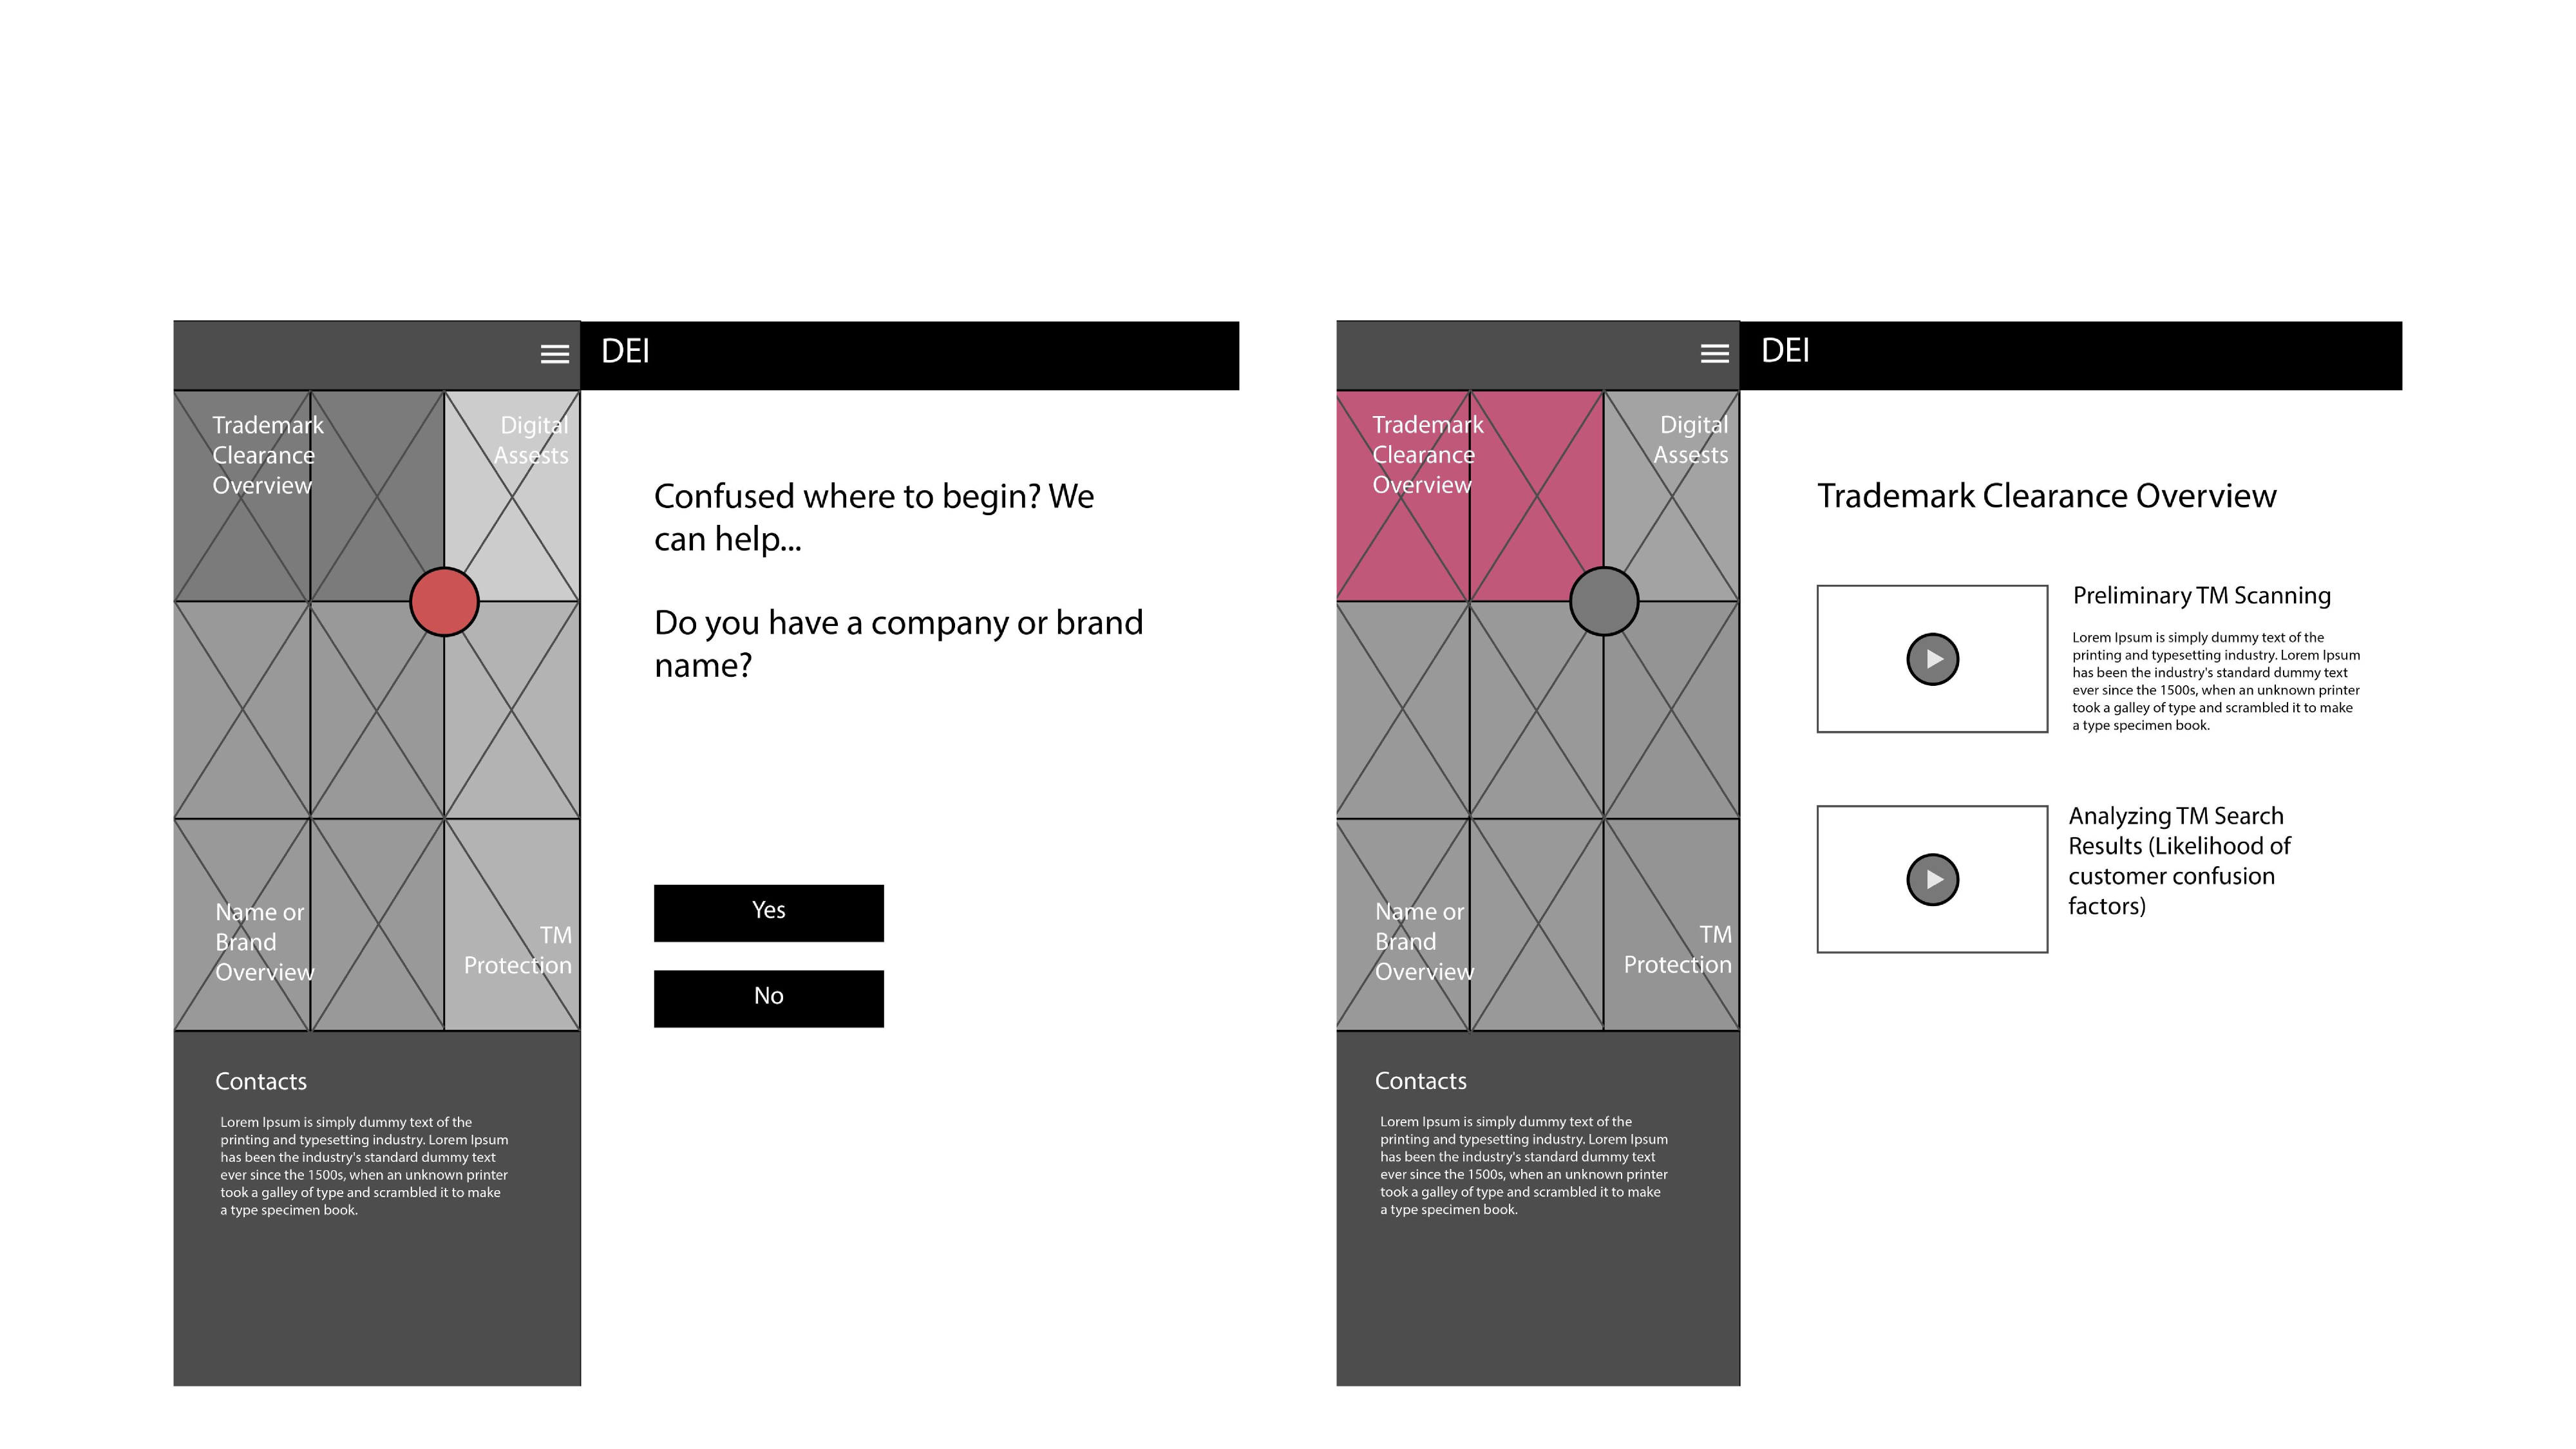 DEI
Trademark
Clearance
Overview
Digital
Assests
Name or
Brand
Overview
TM
Protection
Contacts
Lorem Ipsum is simply dummy text of the
printing and typesetting industry. Lorem Ipsum
has been the industry's standard dummy text
ever since the 1500s, when an unknown printer
took a galley of type and scrambled it to make
a type specimen book.
Confused where to begin? We
can help...
Do you have a company or brand
name?
Yes
No
DEI
Trademark
Clearance
Overview
Digital
Assests
Name or
Brand
Overview
TM
Protection
Contacts
Lorem Ipsum is simply dummy text of the
printing and typesetting industry. Lorem Ipsum
has been the industry's standard dummy text
ever since the 1500s, when an unknown printer
took a galley of type and scrambled it to make
a type specimen book.
Trademark Clearance Overview
Preliminary TM Scanning
Lorem Ipsum is simply dummy text of the
printing and typesetting industry. Lorem Ipsum
has been the industry's standard dummy text
ever since the 1500s, when an unknown printer
took a galley of type and scrambled it to make
a type specimen book.
Analyzing TM Search
Results (Likelihood of
customer confusion
factors)